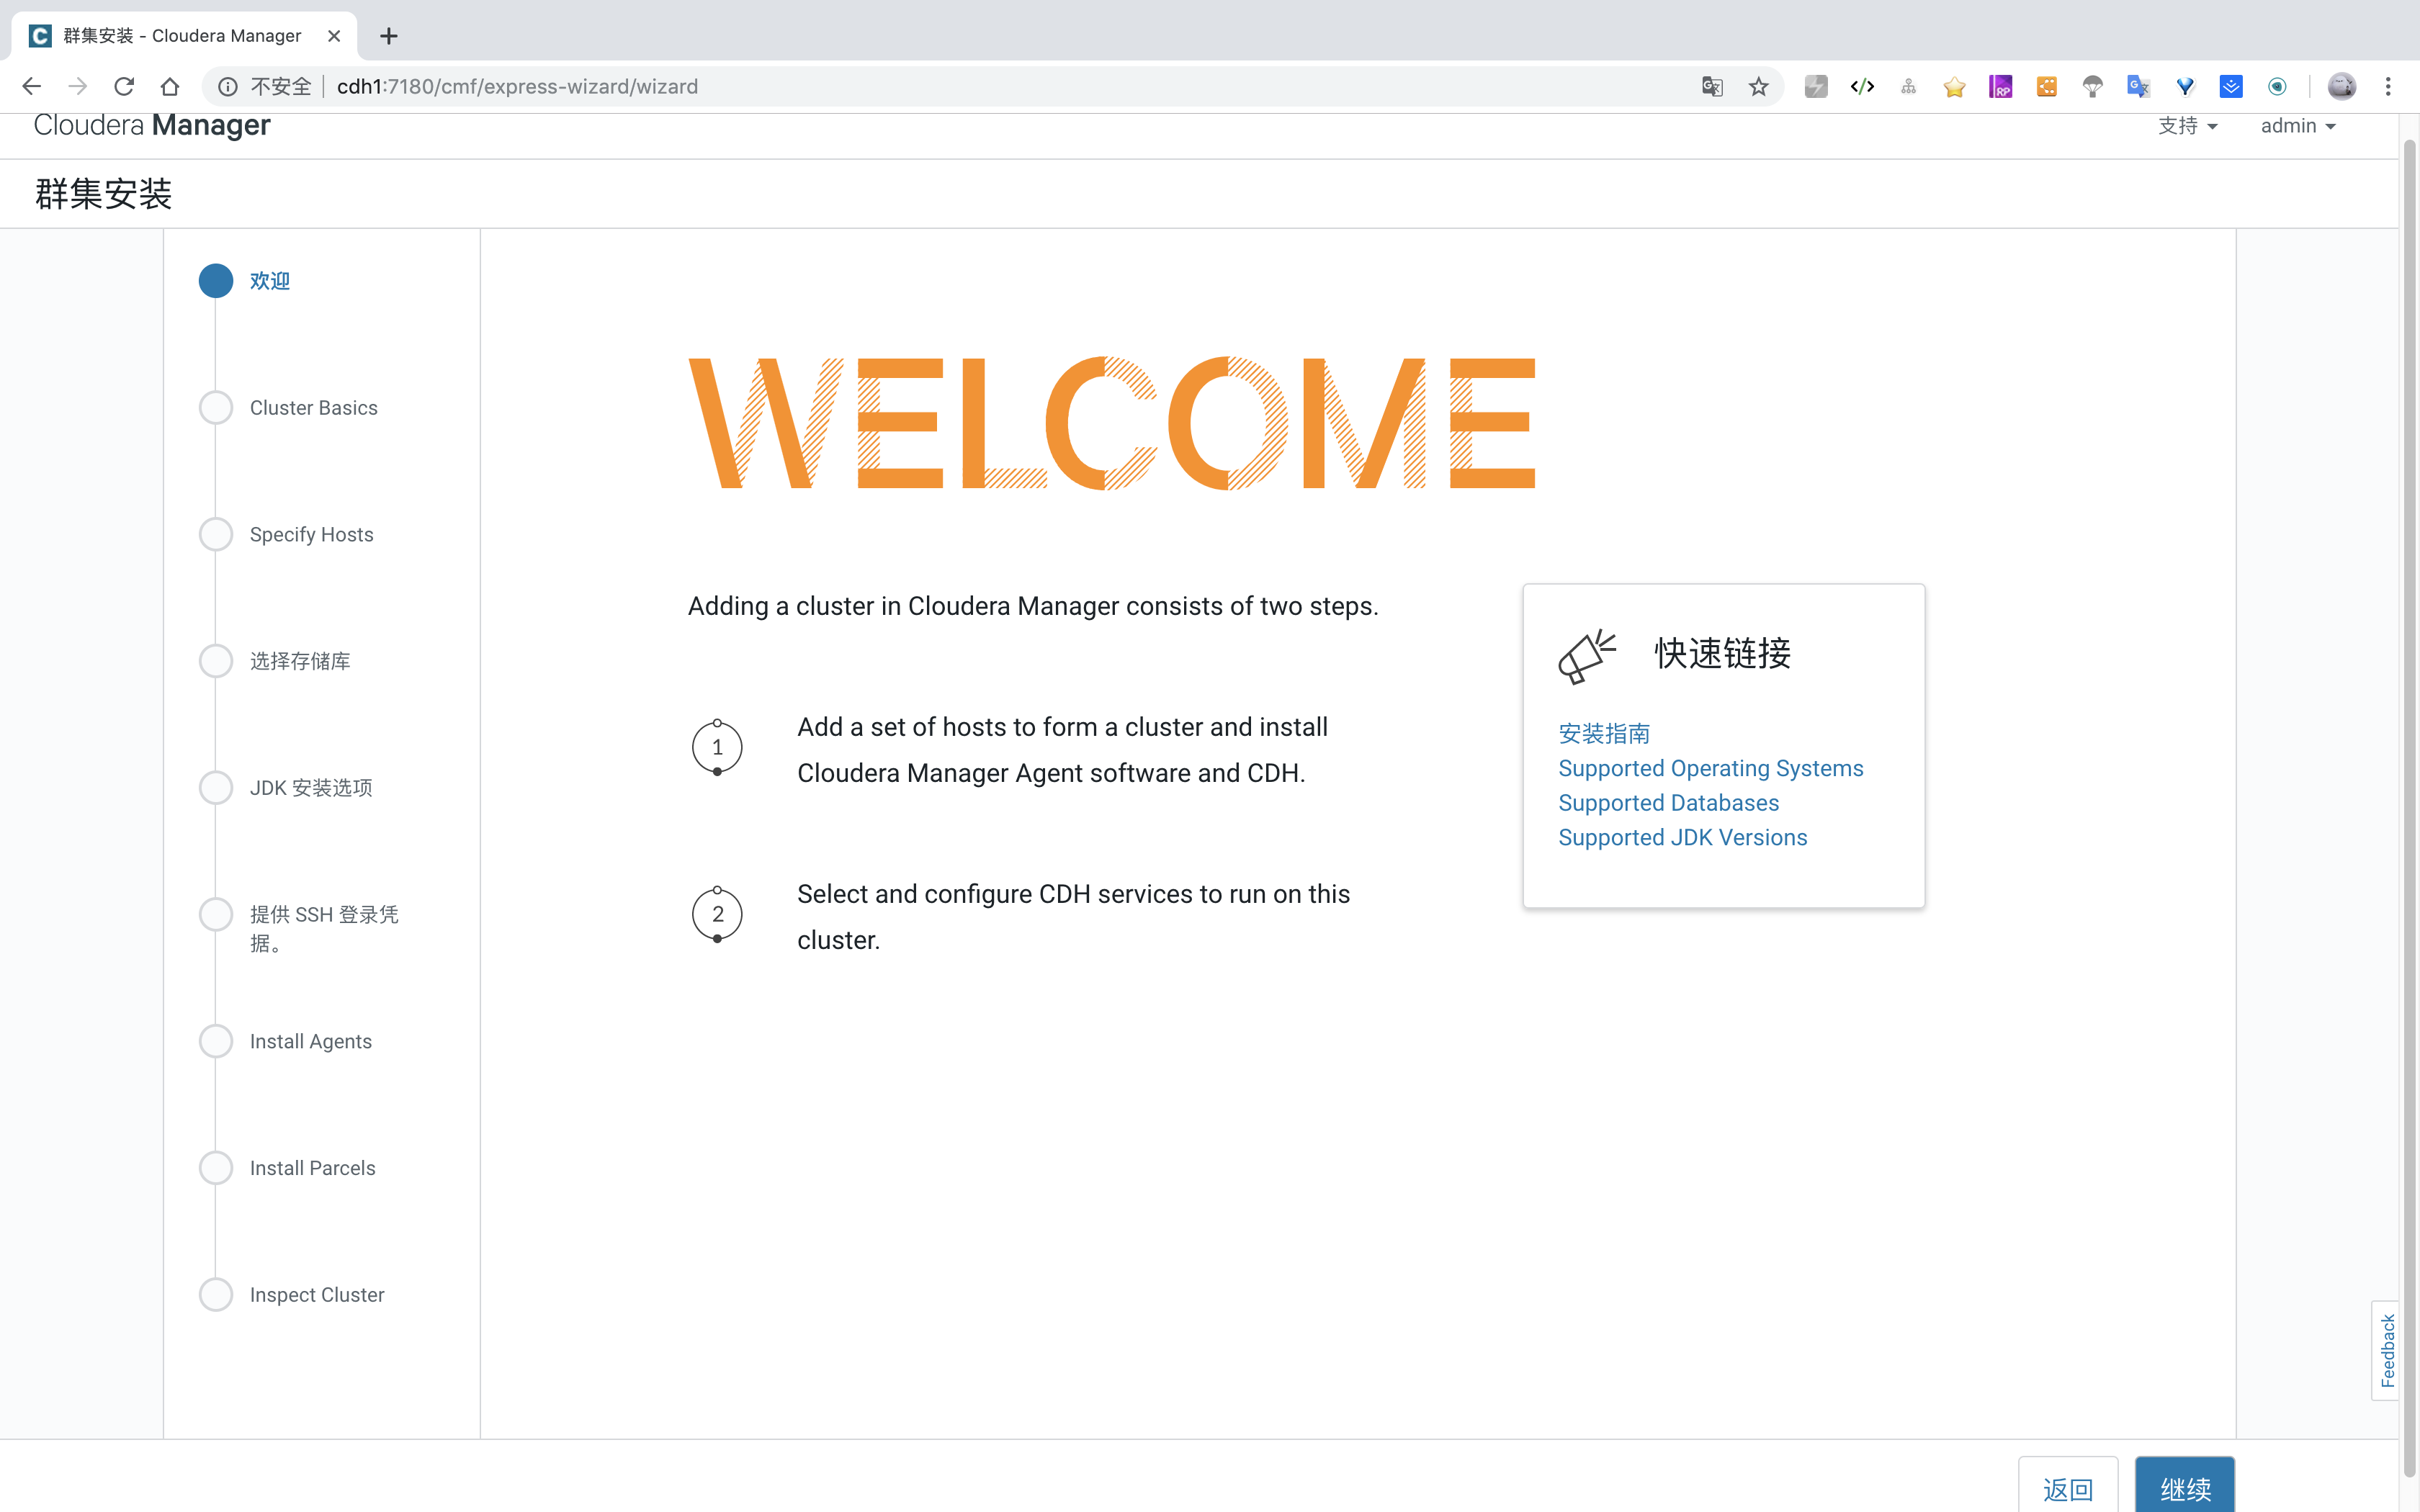 群集安装 - Cloudera Manager
不安全 | cdh1:7180/cmf/express-wizard/wizard
Cloudera Manager
支持
admin
群集安装
欢迎
Cluster Basics
Specify Hosts
选择存储库
JDK 安装选项
提供 SSH 登录凭
据。
Install Agents
Install Parcels
Inspect Cluster
WELCOME
Adding a cluster in Cloudera Manager consists of two steps.
1
Add a set of hosts to form a cluster and install
Cloudera Manager Agent software and CDH.
2
Select and configure CDH services to run on this
cluster.
快速链接
安装指南
Supported Operating Systems
Supported Databases
Supported JDK Versions
Feedback
返回
继续